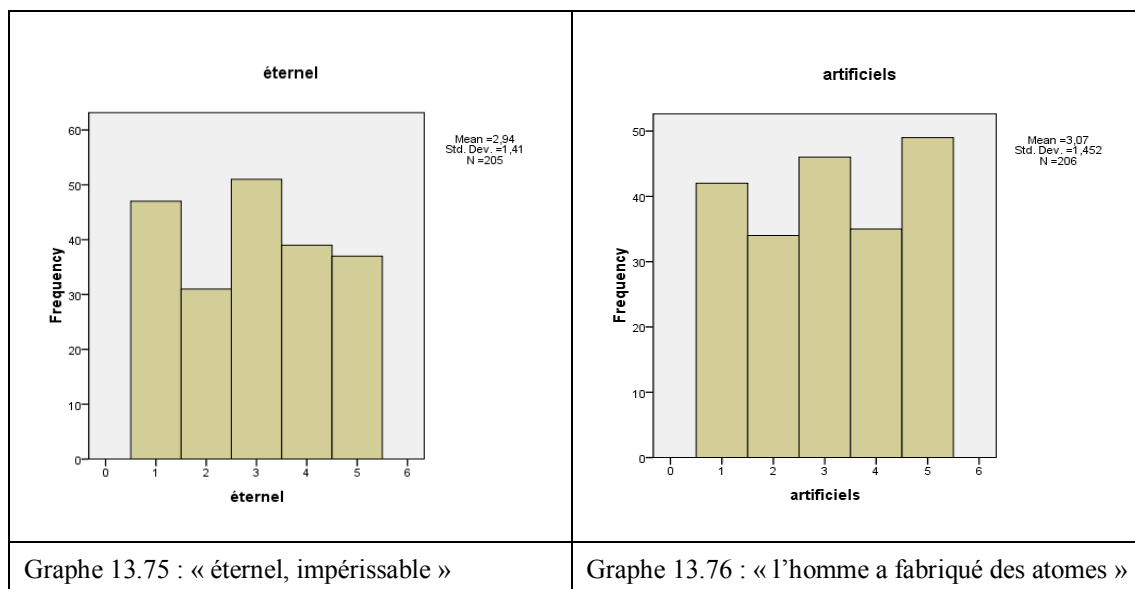 éternel
60
50
40
30
20
10
0
Frequency
0 1 2 3 4 5 6
éternel
Mean =2,94
Std. Dev. =1,41
N =205
Graphe 13.75 : « éternel, impérissable »
artificiels
50
40
30
20
10
0
Frequency
0 1 2 3 4 5 6
artificiels
Mean =3,07
Std. Dev. =1,452
N =206
Graphe 13.76 : « l’homme a fabriqué des atomes »